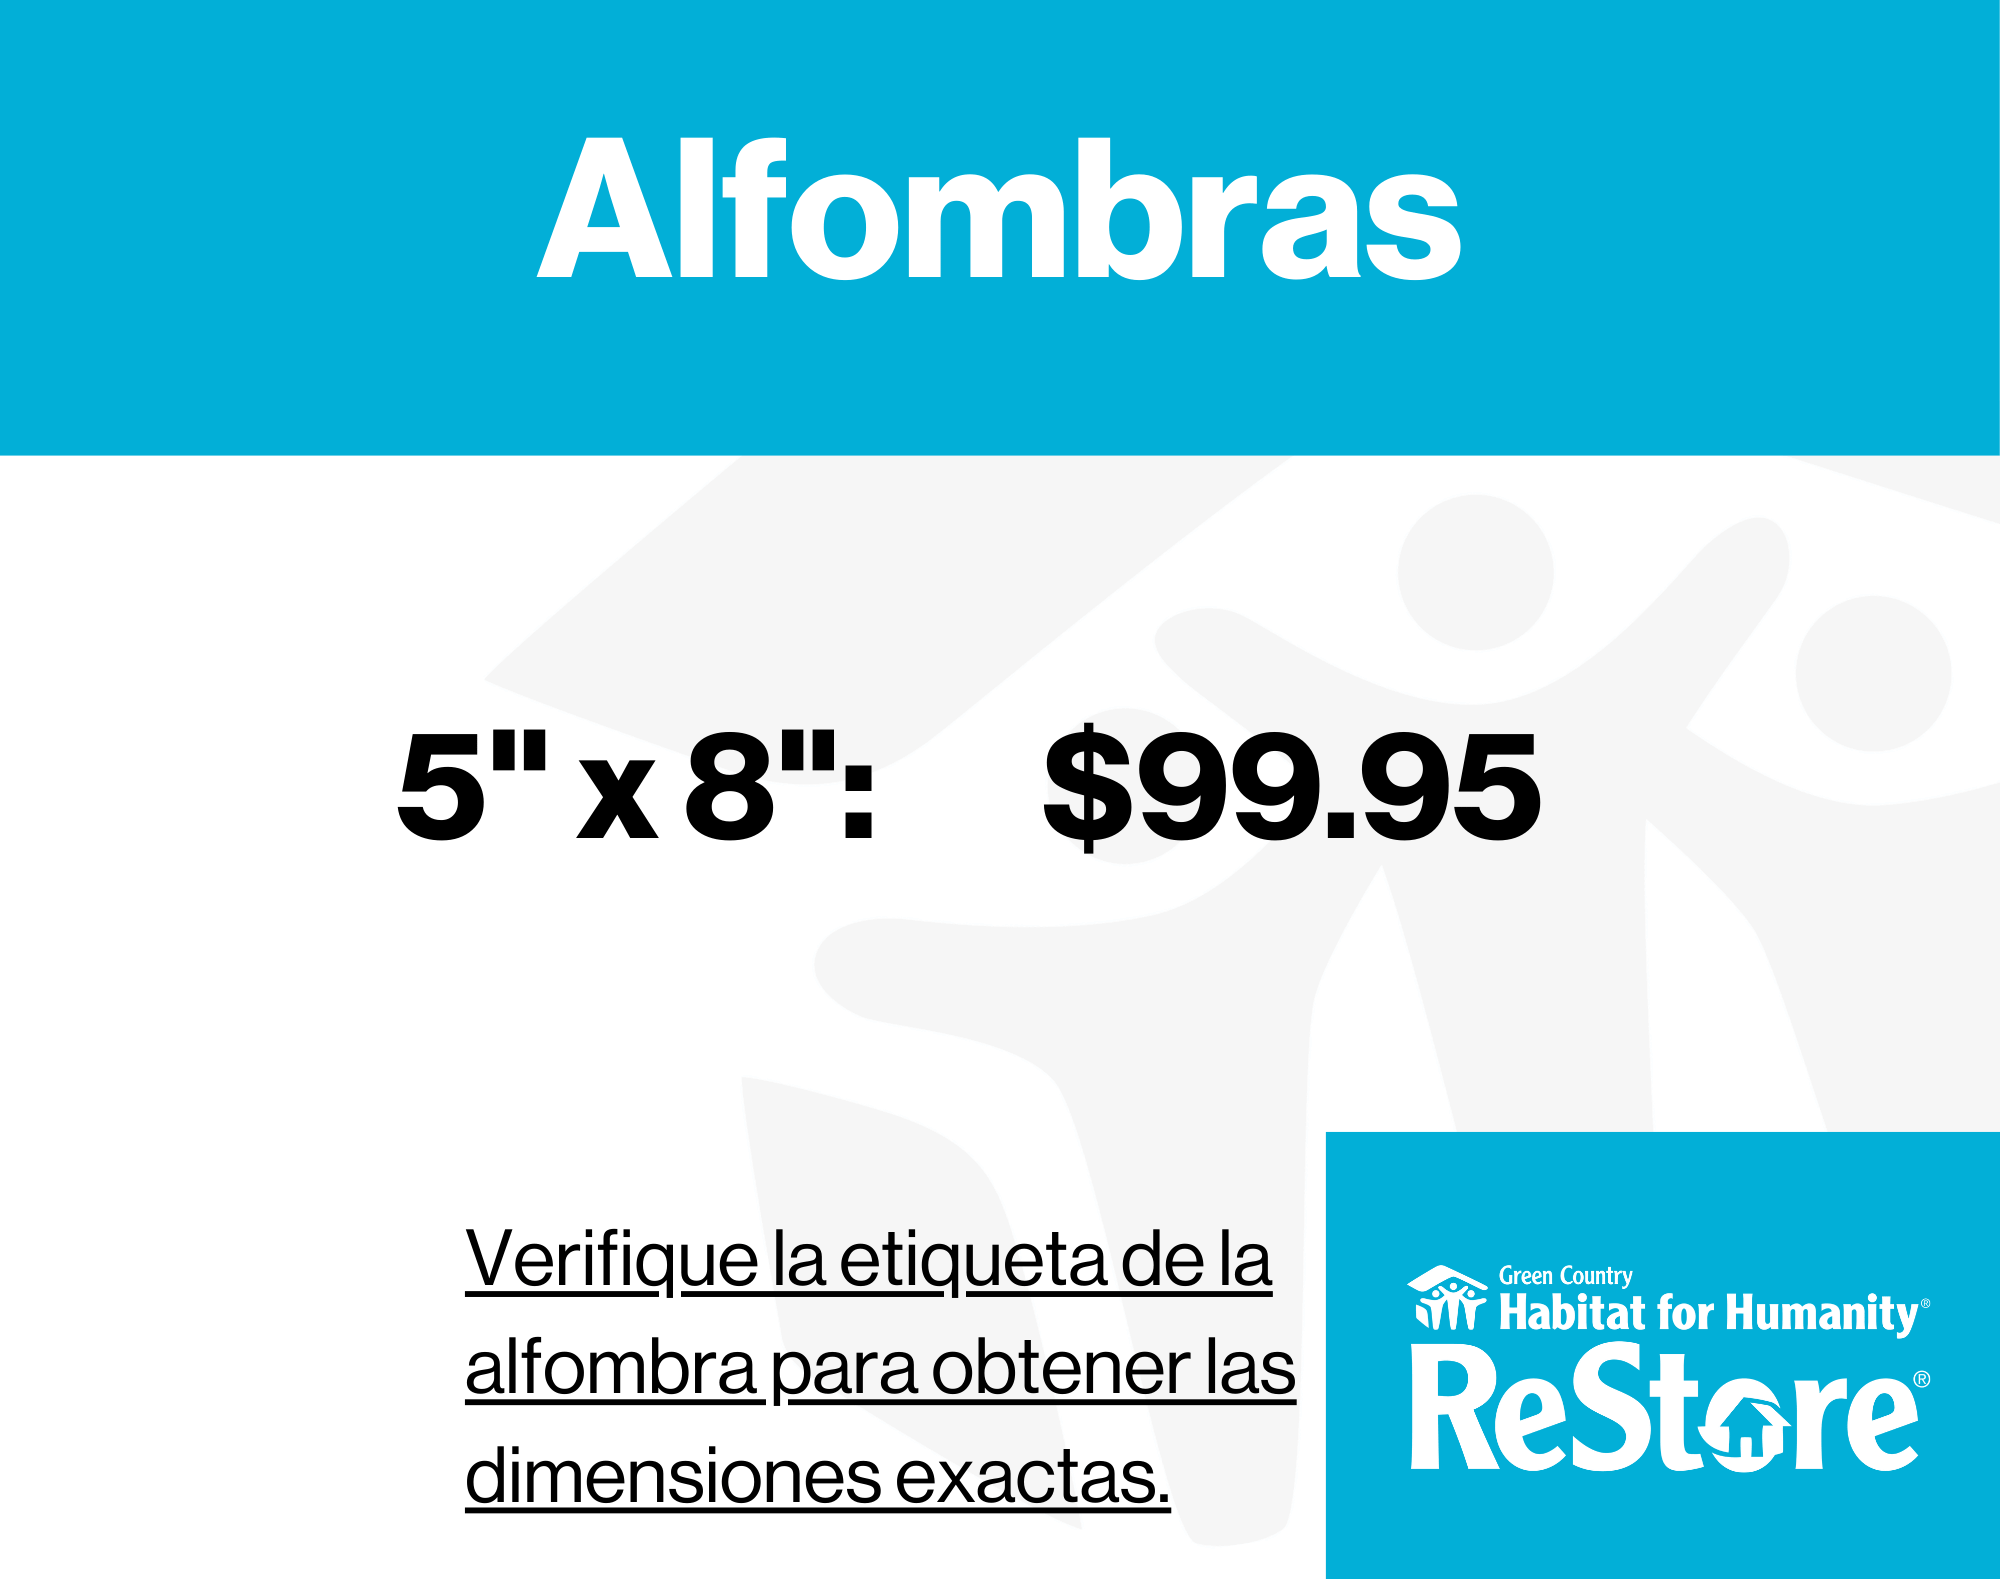 Alfombras
5" x 8": $99.95
Verifique la etiqueta de la
alfombra para obtener las
dimensiones exactas.
Green Country
Habitat for Humanity®
ReStore®